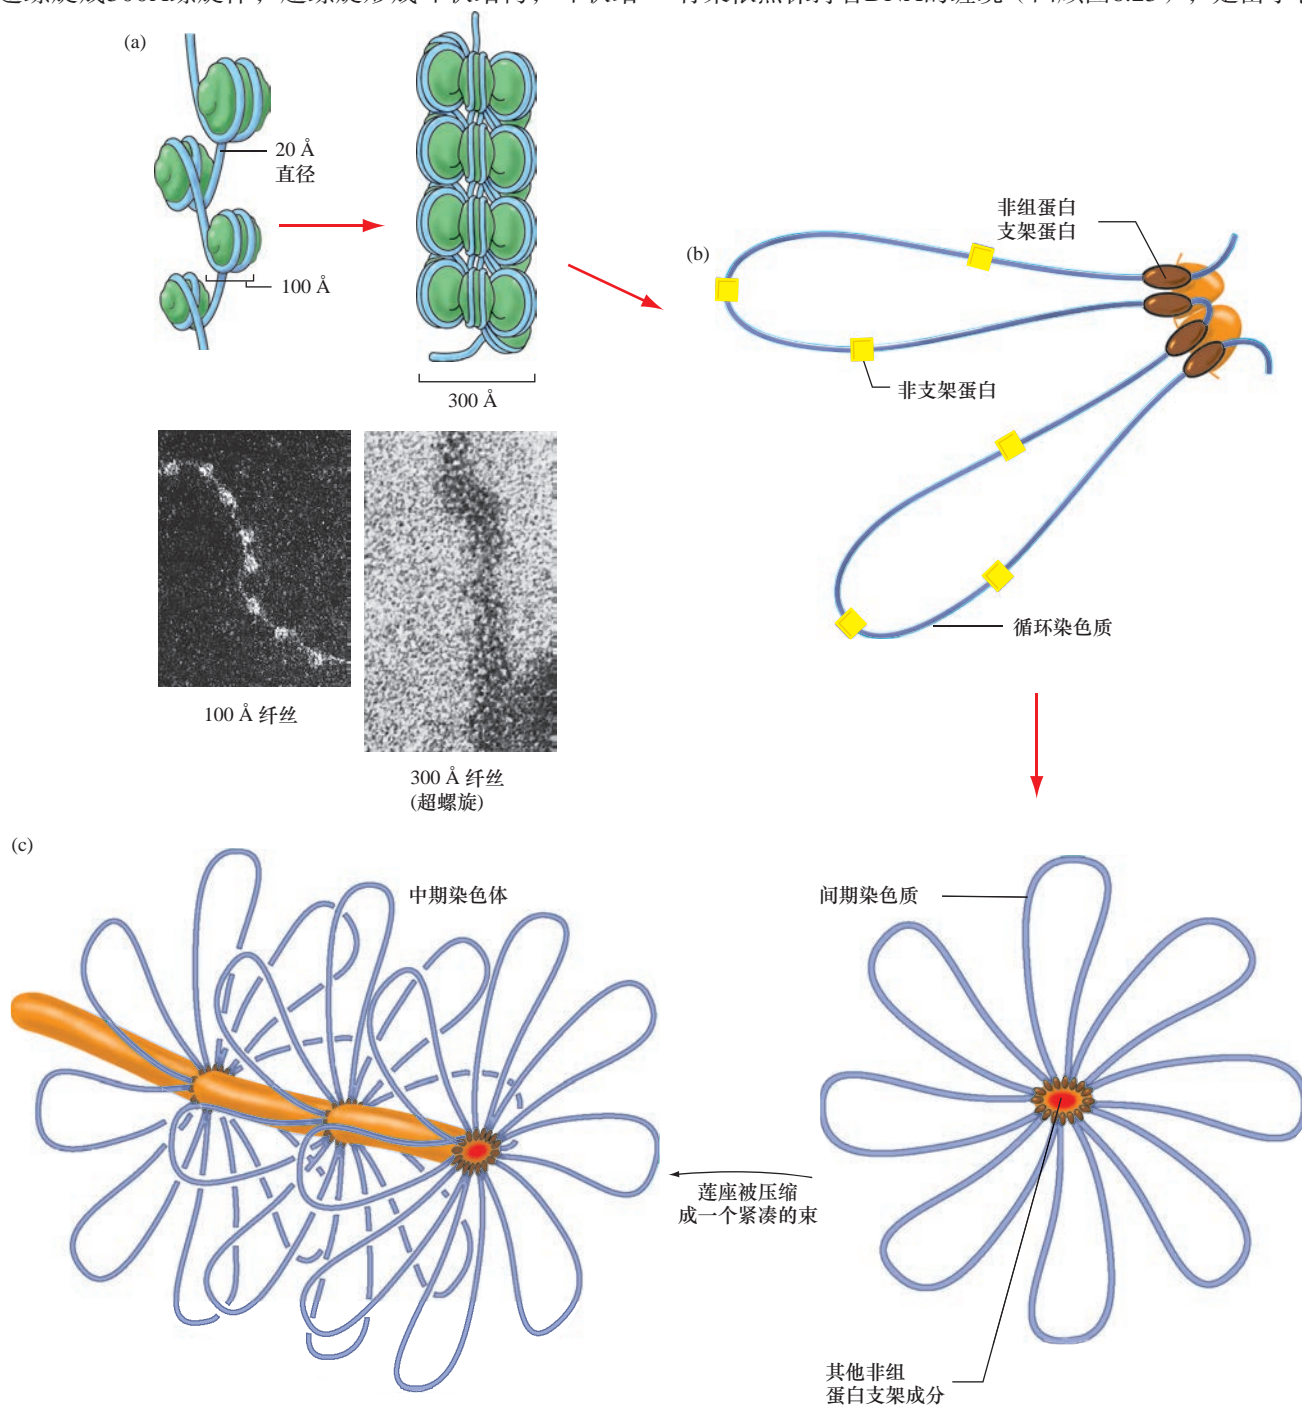 (a)
20 Å
直径
100 Å
300 Å
100 Å 纤丝
300 Å 纤丝
(超螺旋)
(b)
非组蛋白
支架蛋白
非支架蛋白
循环染色质
(c)
中期染色体
间期染色质
莲座被压缩
成一个紧凑的束
其他非组
蛋白支架成分